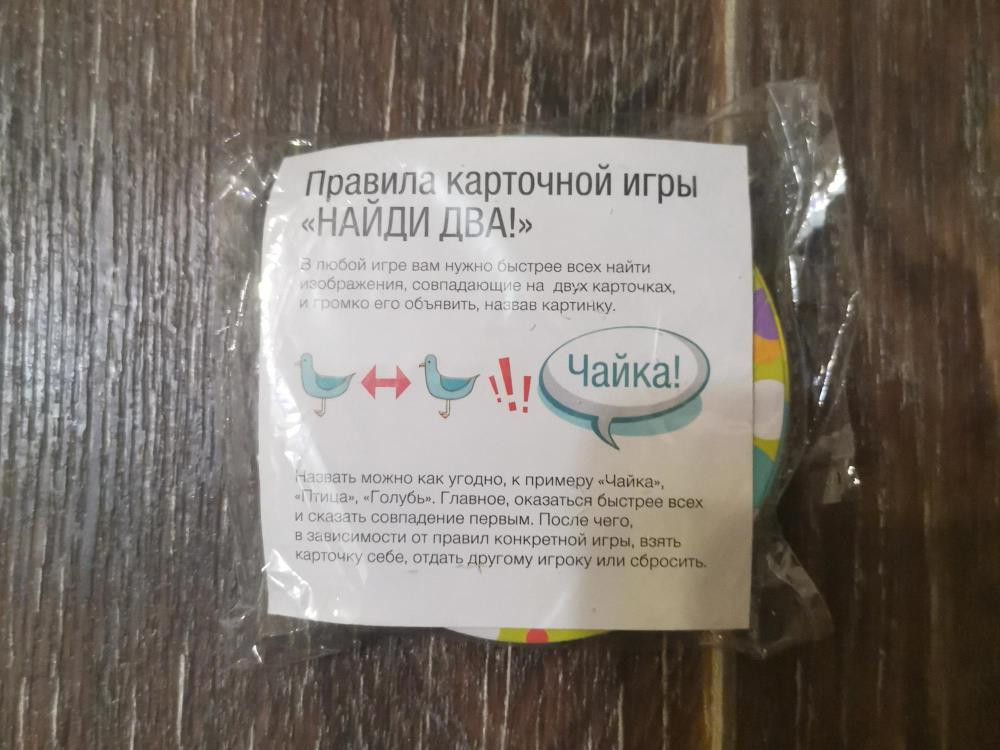 Правила карточной игры
«НАЙДИ ДВА!»
В любой игре вам нужно быстрее всех найти
изображения, совпадающие на двух карточках,
и громко его объявить, назвав картинку.
Чайка!
Назвать можно как угодно, к примеру «Чайка»,
«Птица», «Голубь». Главное, оказаться быстрее всех
и сказать совпадение первым. После чего,
в зависимости от правил конкретной игры, взять
карточку себе, отдать другому игроку или сбросить.